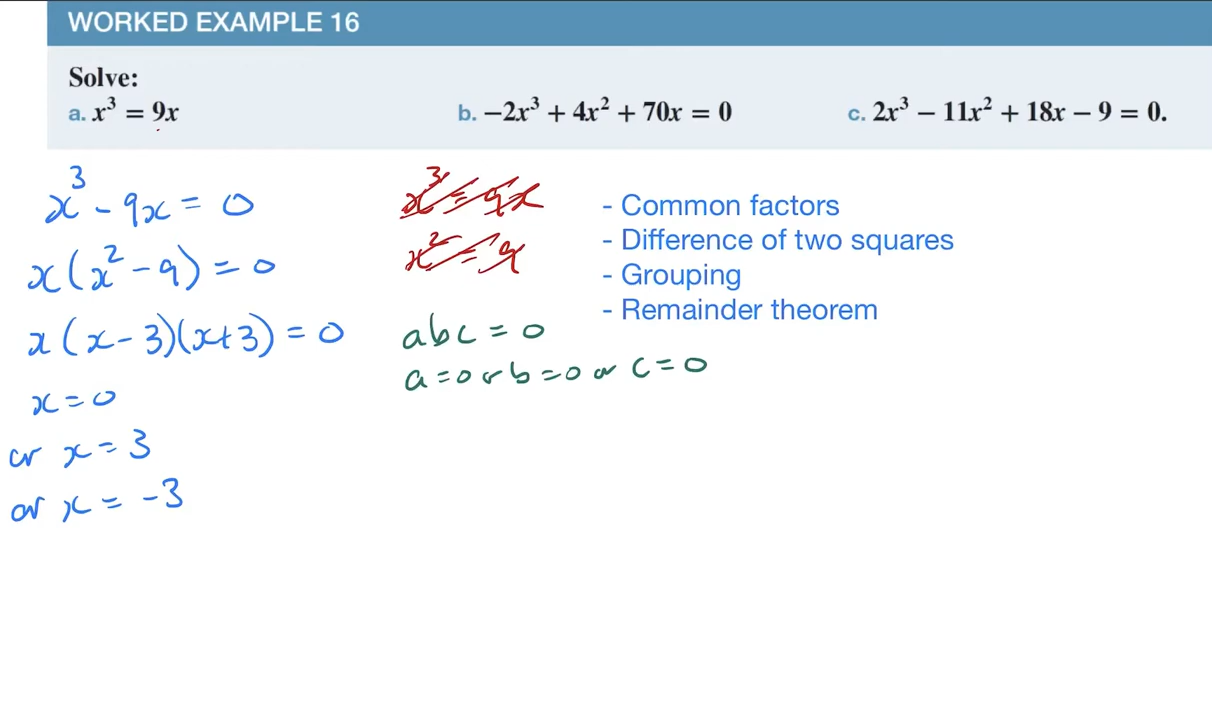 WORKED EXAMPLE 16
Solve:
a. x³ = 9x
b. −2x³ + 4x² + 70x = 0
c. 2x³ − 11x² + 18x − 9 = 0.
x³ - 9x = 0
x(x² - 9) = 0
x(x - 3)(x + 3) = 0
x = 0
or x = 3
or x = -3
x³ = 9x
x² = 9
abc = 0
a = 0 or b = 0 or c = 0
- Common factors
- Difference of two squares
- Grouping
- Remainder theorem